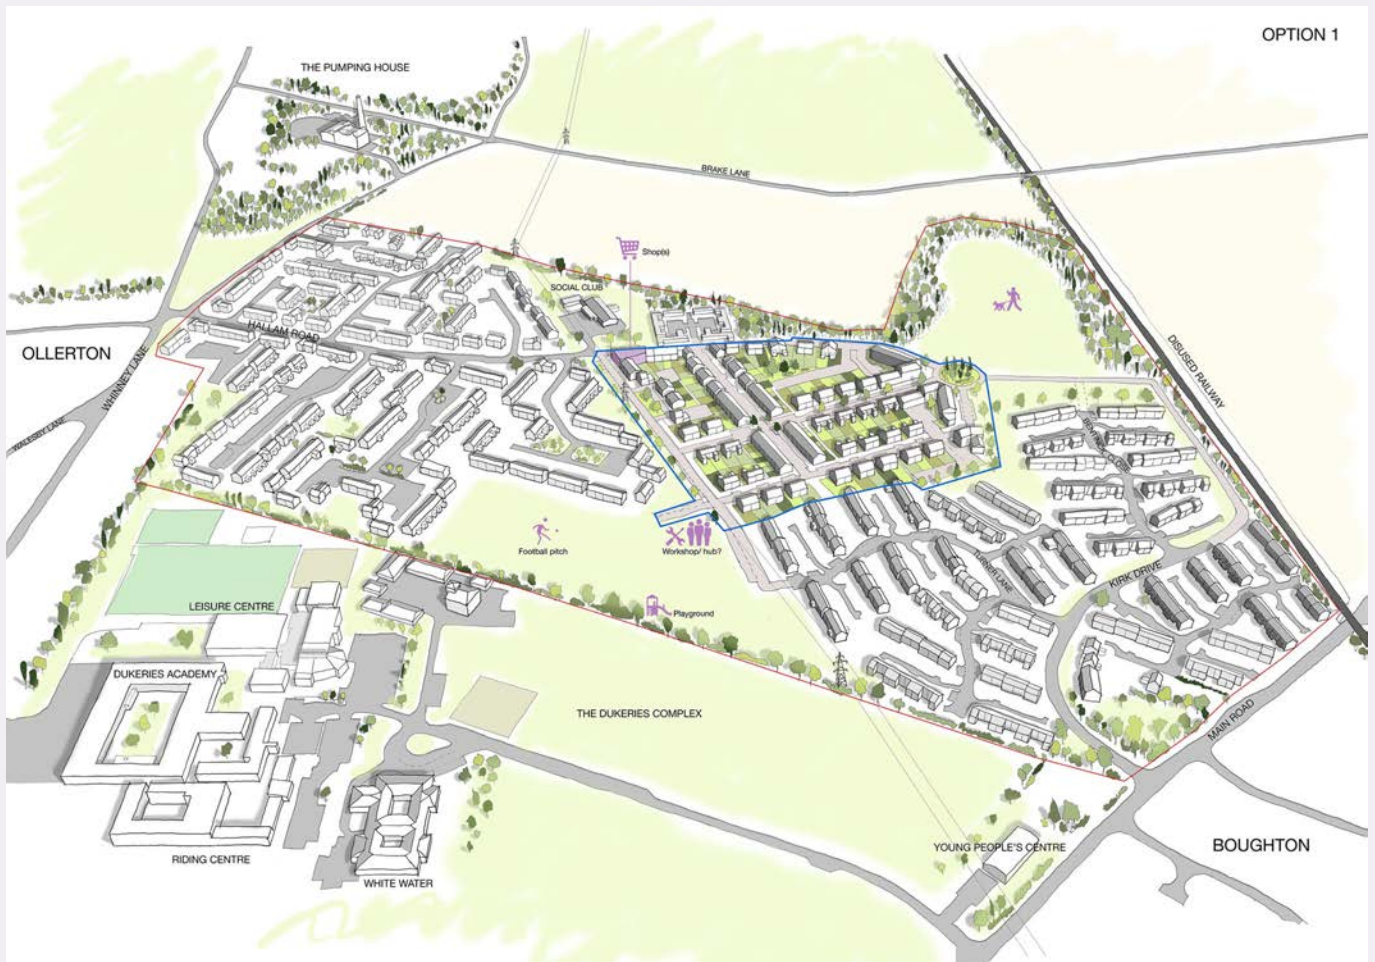 OPTION 1
THE PUMPING HOUSE
BRAKE LANE
Shop(s)
SOCIAL CLUB
HALLAM ROAD
OLLERTON
WHINNEY LANE
WALESBY LANE
DISUSED RAILWAY
Football pitch
Workshop/ hub?
KIRK DRIVE
LEISURE CENTRE
Playground
DUKERIES ACADEMY
THE DUKERIES COMPLEX
MAIN ROAD
YOUNG PEOPLE'S CENTRE
BOUGHTON
RIDING CENTRE
WHITE WATER